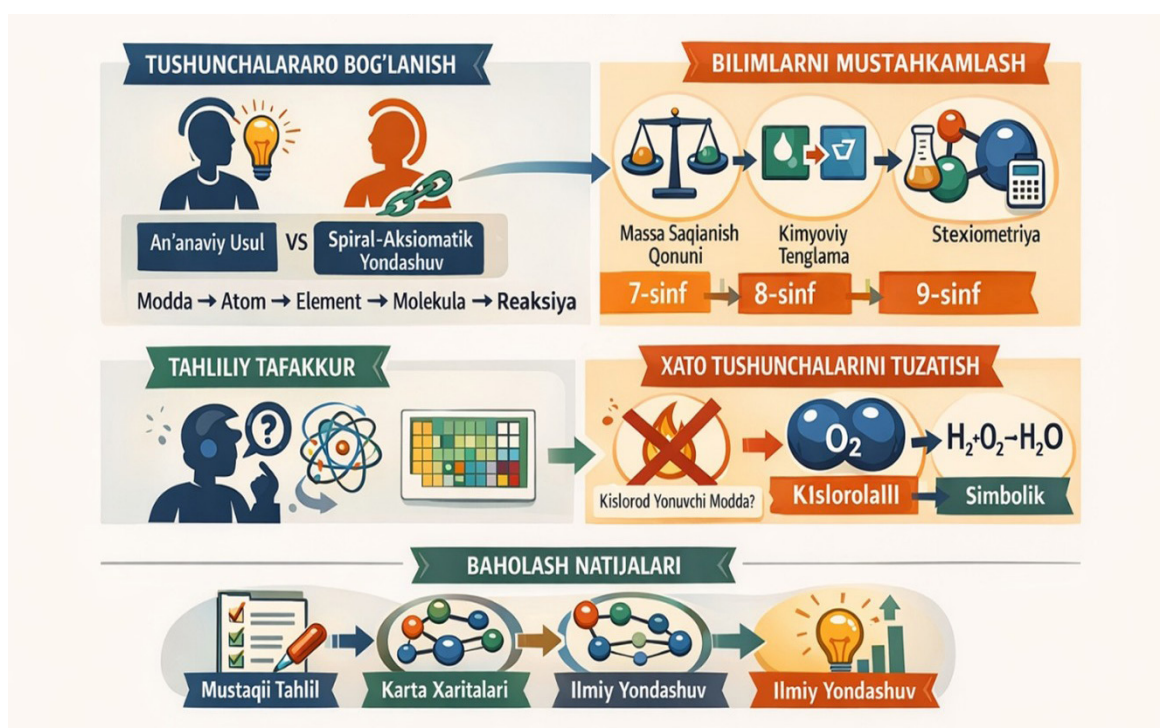 TUSHUNCHALARARO BOG'LANISH
An'anaviy Usul
VS
Spiral-Aksiomatik
Yondashuv
Modda → Atom → Element → Molekula → Reaksiya
BILIMLARNI MUSTAHKAMLASH
Massa Saqianish
Qonuni
Kimyoviy
Tenglama
Stexiometriya
7-sinf
8-sinf
9-sinf
TAHLILIY TAFAKKUR
?
XATO TUSHUNCHALARINI TUZATISH
Kislorod Yonuvchi Modda?
O₂
H₂+O₂→H₂O
KIslorolalll
Simbolik
BAHOLASH NATIJALARI
Mustaqii Tahlil
Karta Xaritalari
Ilmiy Yondashuv
Ilmiy Yondashuv